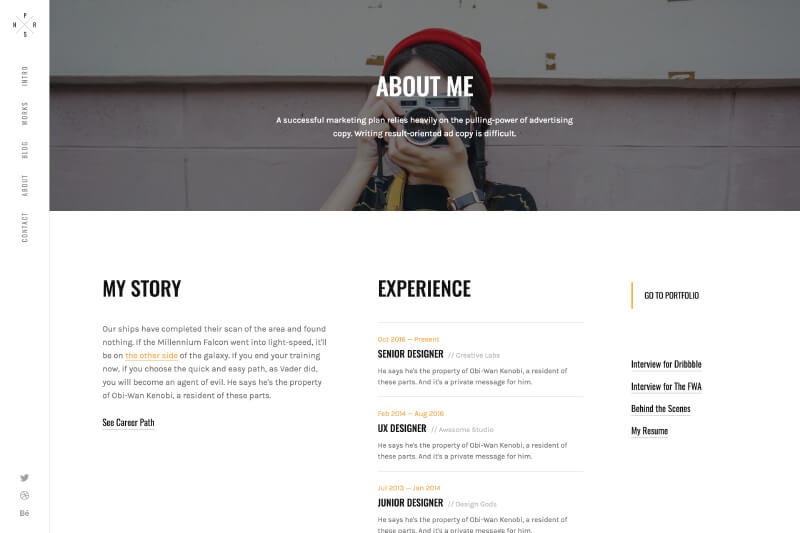 P
N R
S
INTRO
WORKS
BLOG
ABOUT
CONTACT
Bē
ABOUT ME
A successful marketing plan relies heavily on the pulling-power of advertising
copy. Writing result-oriented ad copy is difficult.
MY STORY
Our ships have completed their scan of the area and found
nothing. If the Millennium Falcon went into light-speed, it'll
be on the other side of the galaxy. If you end your training
now, if you choose the quick and easy path, as Vader did,
you will become an agent of evil. He says he's the property
of Obi-Wan Kenobi, a resident of these parts.
See Career Path
EXPERIENCE
Oct 2016 — Present
SENIOR DESIGNER // Creative Labs
He says he's the property of Obi-Wan Kenobi, a resident of
these parts. And it's a private message for him.
Feb 2014 — Aug 2016
UX DESIGNER // Awesome Studio
He says he's the property of Obi-Wan Kenobi, a resident of
these parts. And it's a private message for him.
Jul 2013 — Jan 2014
JUNIOR DESIGNER // Design Gods
He says he's the property of Obi-Wan Kenobi, a resident of
these parts. And it's a private message for him.
GO TO PORTFOLIO
Interview for Dribbble
Interview for The FWA
Behind the Scenes
My Resume